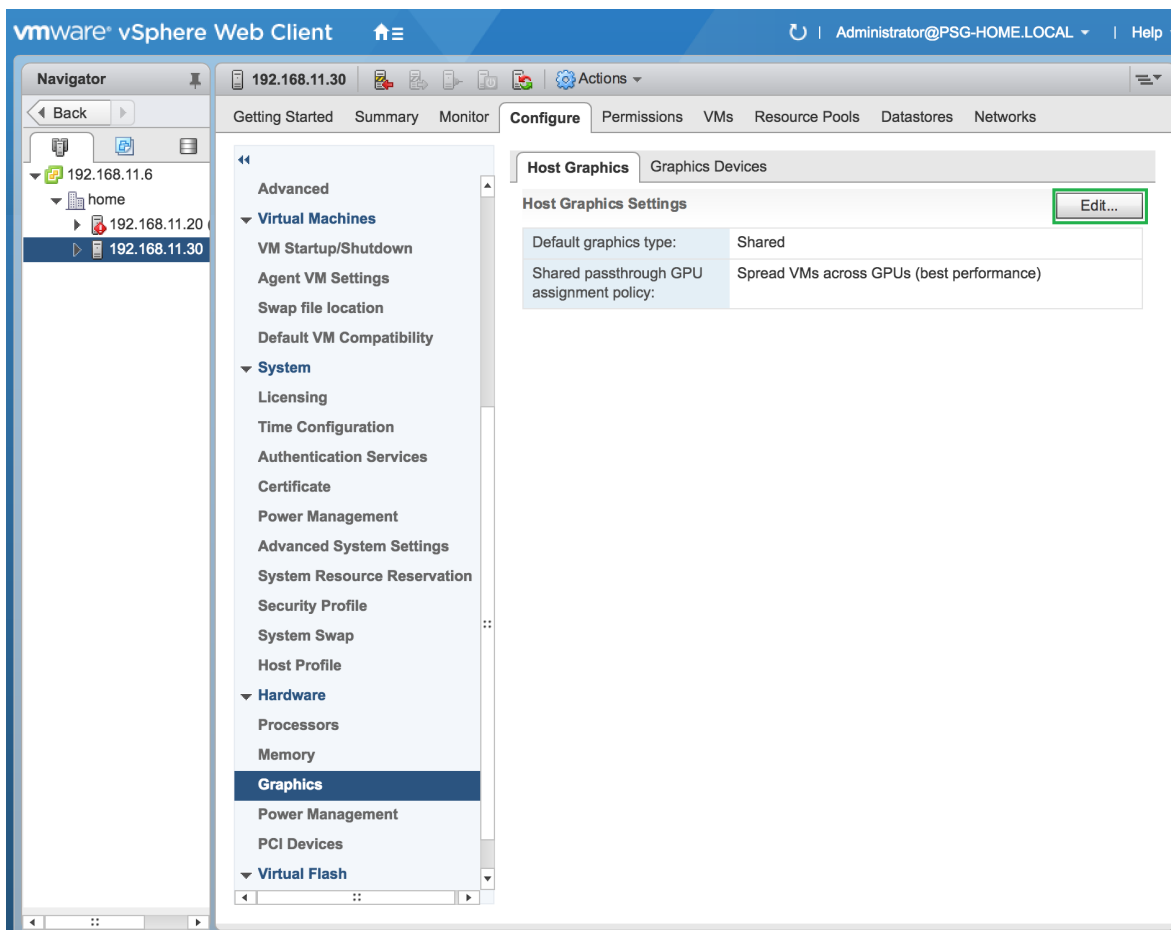 vmware® vSphere Web Client
Administrator@PSG-HOME.LOCAL
Help
Navigator
Back
192.168.11.6
home
192.168.11.20 (
192.168.11.30
192.168.11.30
Actions
Getting Started Summary Monitor Configure Permissions VMs Resource Pools Datastores Networks
Advanced
Virtual Machines
VM Startup/Shutdown
Agent VM Settings
Swap file location
Default VM Compatibility
System
Licensing
Time Configuration
Authentication Services
Certificate
Power Management
Advanced System Settings
System Resource Reservation
Security Profile
System Swap
Host Profile
Hardware
Processors
Memory
Graphics
Power Management
PCI Devices
Virtual Flash
Host Graphics Graphics Devices
Host Graphics Settings
Edit...
Default graphics type: Shared
Shared passthrough GPU Spread VMs across GPUs (best performance)
assignment policy: